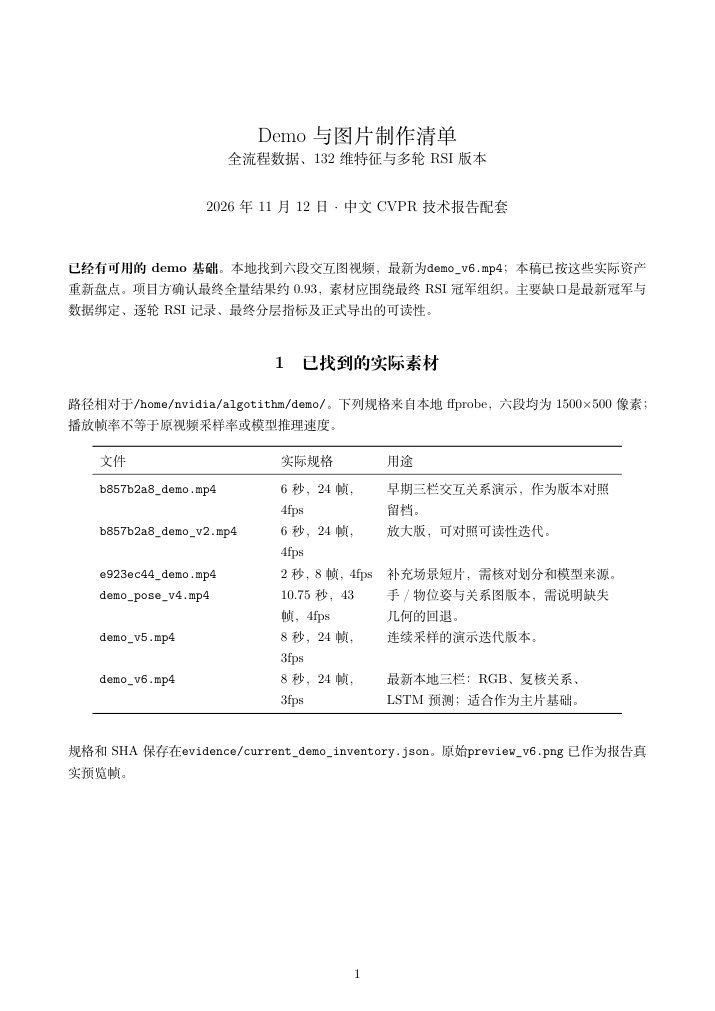 Demo 与图片制作清单
全流程数据、132 维特征与多轮 RSI 版本
2026 年 11 月 12 日 · 中文 CVPR 技术报告配套
已经有可用的 demo 基础。本地找到六段交互图视频，最新为demo_v6.mp4；本稿已按这些实际资产
重新盘点。项目方确认最终全量结果约 0.93，素材应围绕最终 RSI 冠军组织。主要缺口是最新冠军与
数据绑定、逐轮 RSI 记录、最终分层指标及正式导出的可读性。
1 已找到的实际素材
路径相对于/home/nvidia/algotithm/demo/。下列规格来自本地 ffprobe，六段均为 1500×500 像素；
播放帧率不等于原视频采样率或模型推理速度。
文件 实际规格 用途
b857b2a8_demo.mp4 6 秒，24 帧， 早期三栏交互关系演示，作为版本对照
4fps 留档。
b857b2a8_demo_v2.mp4 6 秒，24 帧， 放大版，可对照可读性迭代。
4fps
e923ec44_demo.mp4 2 秒, 8 帧, 4fps 补充场景短片，需核对划分和模型来源。
demo_pose_v4.mp4 10.75 秒，43 手 / 物位姿与关系图版本，需说明缺失
帧，4fps 几何的回退。
demo_v5.mp4 8 秒，24 帧， 连续采样的演示迭代版本。
3fps
demo_v6.mp4 8 秒，24 帧， 最新本地三栏：RGB、复核关系、
3fps LSTM 预测；适合作为主片基础。
规格和 SHA 保存在evidence/current_demo_inventory.json。原始preview_v6.png 已作为报告真
实预览帧。
1